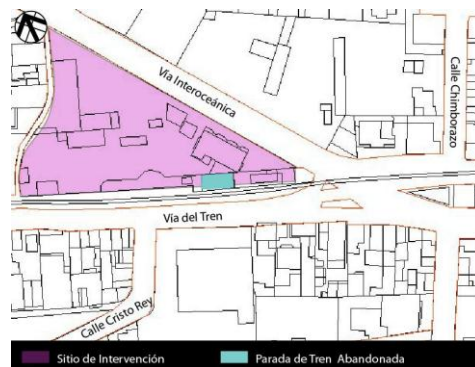 Vía Interoceánica
Calle Chimborazo
Vía del Tren
Calle Cristo Rey
Sitio de Intervención
Parada de Tren Abandonada